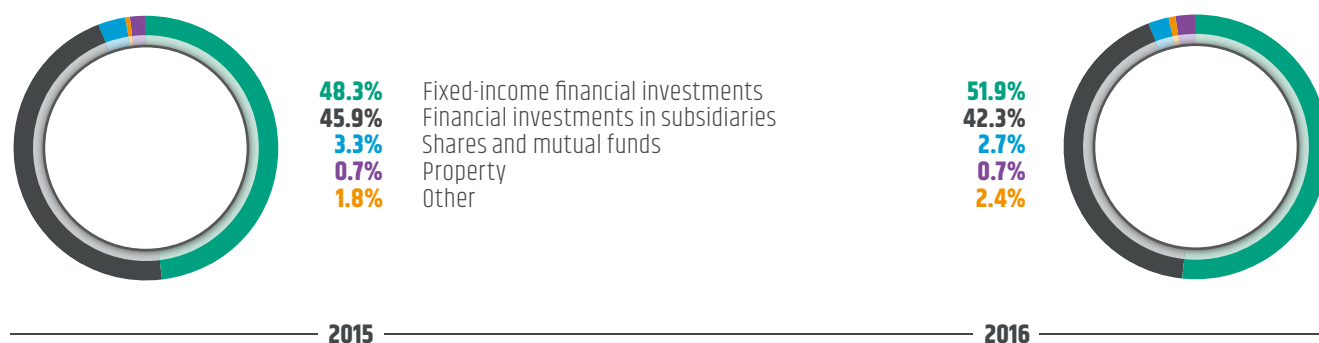 48.3% Fixed-income financial investments 51.9%
45.9% Financial investments in subsidiaries 42.3%
3.3% Shares and mutual funds 2.7%
0.7% Property 0.7%
1.8% Other 2.4%
2015 2016